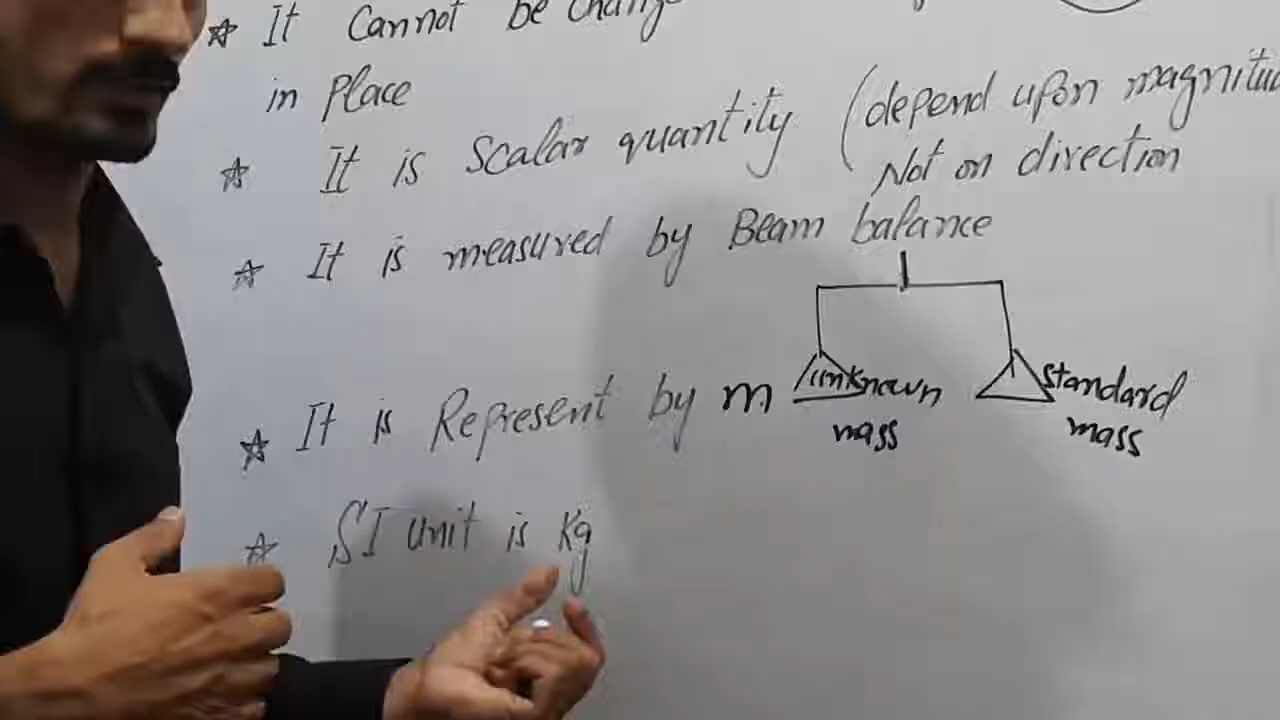 ☆ It Cannot be Change
in Place
☆ It is Scalar quantity (depend upon magnitu
Not on direction
☆ It is measured by Beam balance
☆ It is Represent by m
unknown
mass
standard
mass
☆ SI Unit is Kg